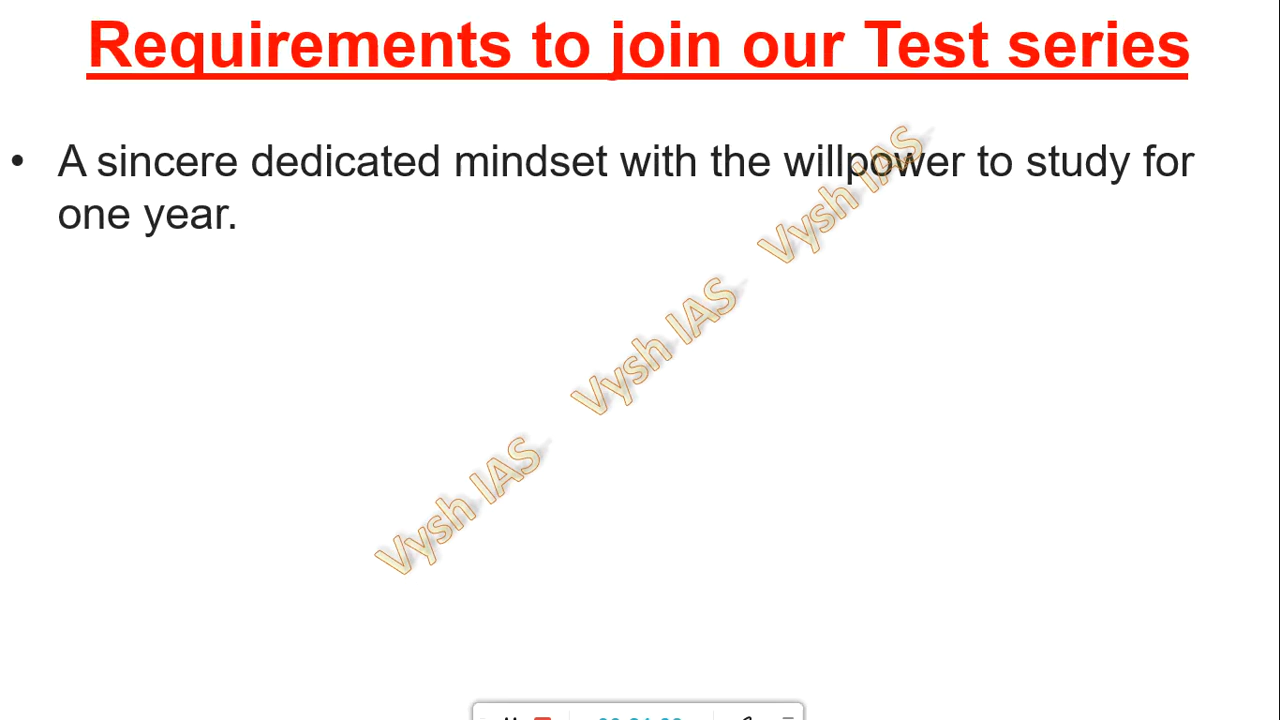 Requirements to join our Test series
• A sincere dedicated mindset with the willpower to study for
one year.
Vysh IAS
Vysh IAS
Vysh IAS